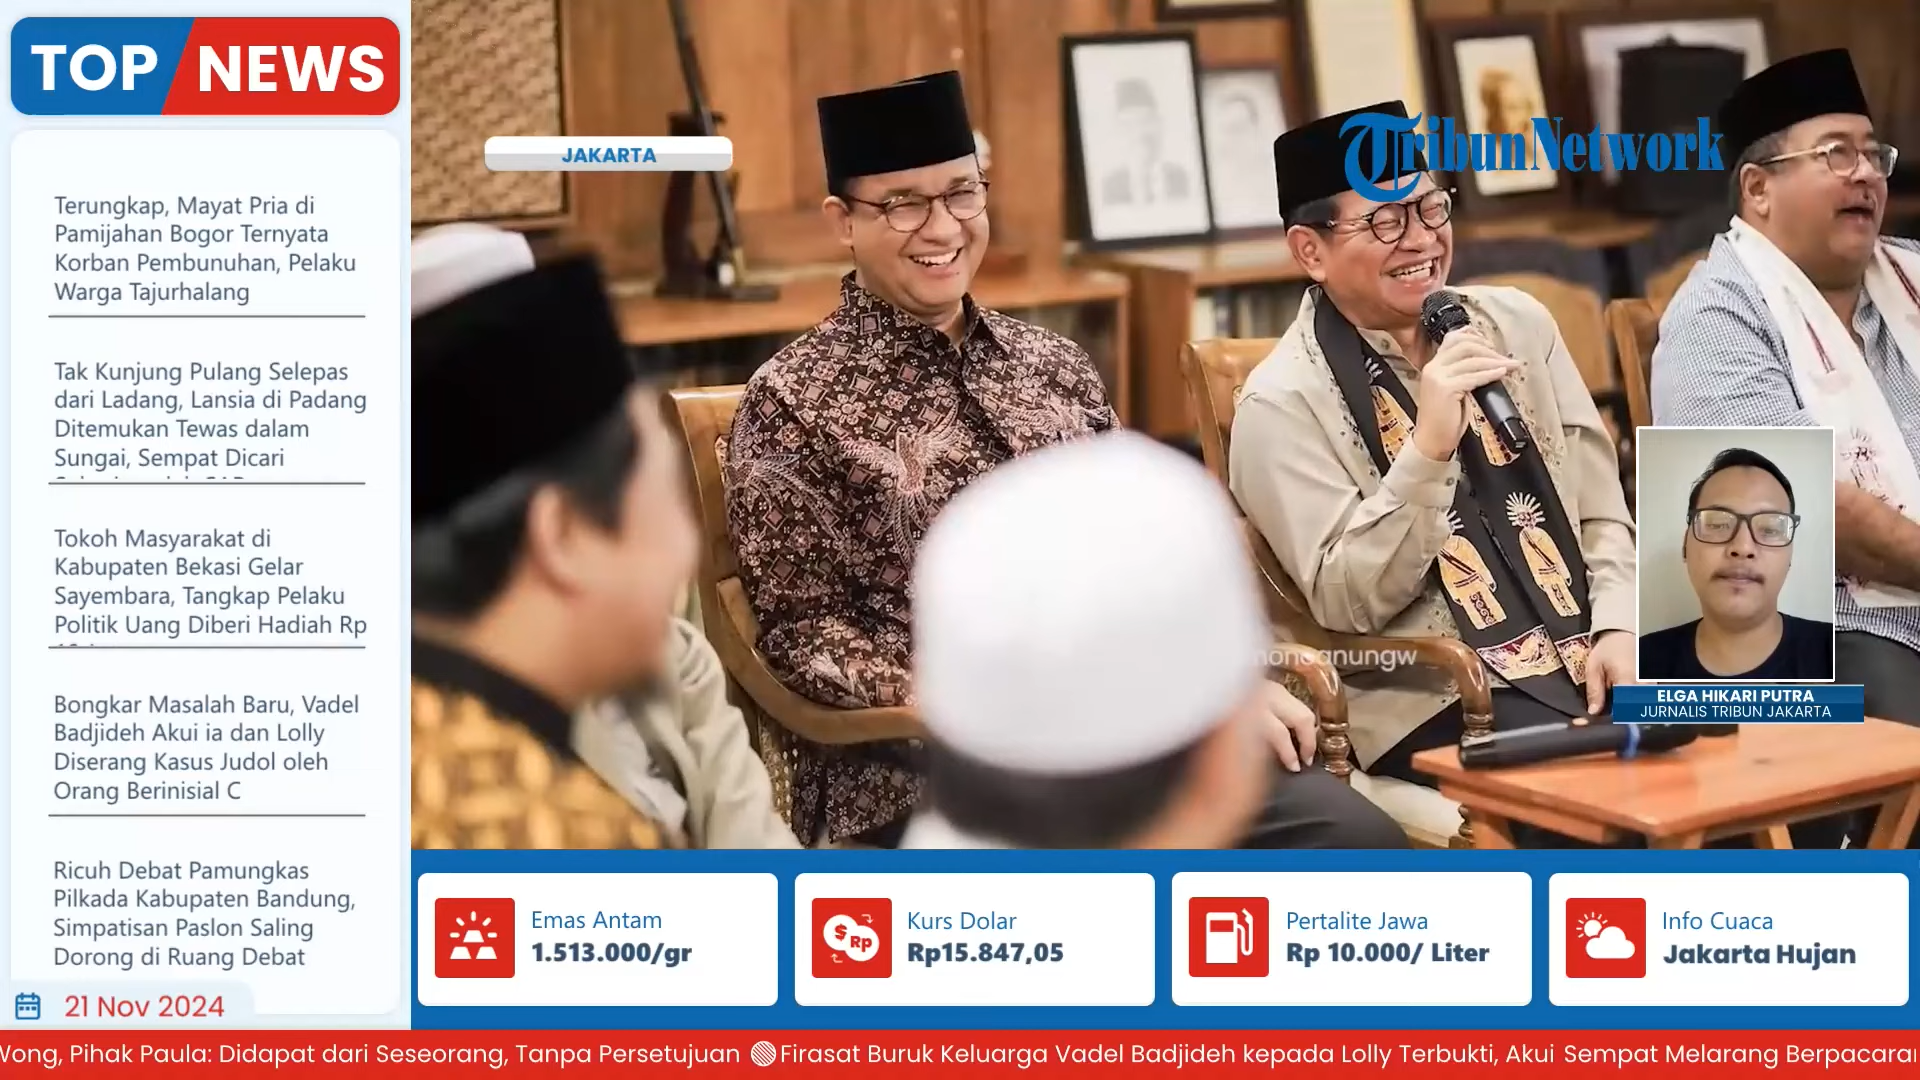 TOP NEWS
Terungkap, Mayat Pria di
Pamijahan Bogor Ternyata
Korban Pembunuhan, Pelaku
Warga Tajurhalang
Tak Kunjung Pulang Selepas
dari Ladang, Lansia di Padang
Ditemukan Tewas dalam
Sungai, Sempat Dicari
Tokoh Masyarakat di
Kabupaten Bekasi Gelar
Sayembara, Tangkap Pelaku
Politik Uang Diberi Hadiah Rp
Bongkar Masalah Baru, Vadel
Badjideh Akui ia dan Lolly
Diserang Kasus Judol oleh
Orang Berinisial C
Ricuh Debat Pamungkas
Pilkada Kabupaten Bandung,
Simpatisan Paslon Saling
Dorong di Ruang Debat
21 Nov 2024
JAKARTA
TribunNetwork
ELGA HIKARI PUTRA
JURNALIS TRIBUN JAKARTA
Emas Antam
1.513.000/gr
$ Rp
Kurs Dolar
Rp15.847,05
Pertalite Jawa
Rp 10.000/ Liter
Info Cuaca
Jakarta Hujan
Wong, Pihak Paula: Didapat dari Seseorang, Tanpa Persetujuan Firasat Buruk Keluarga Vadel Badjideh kepada Lolly Terbukti, Akui Sempat Melarang